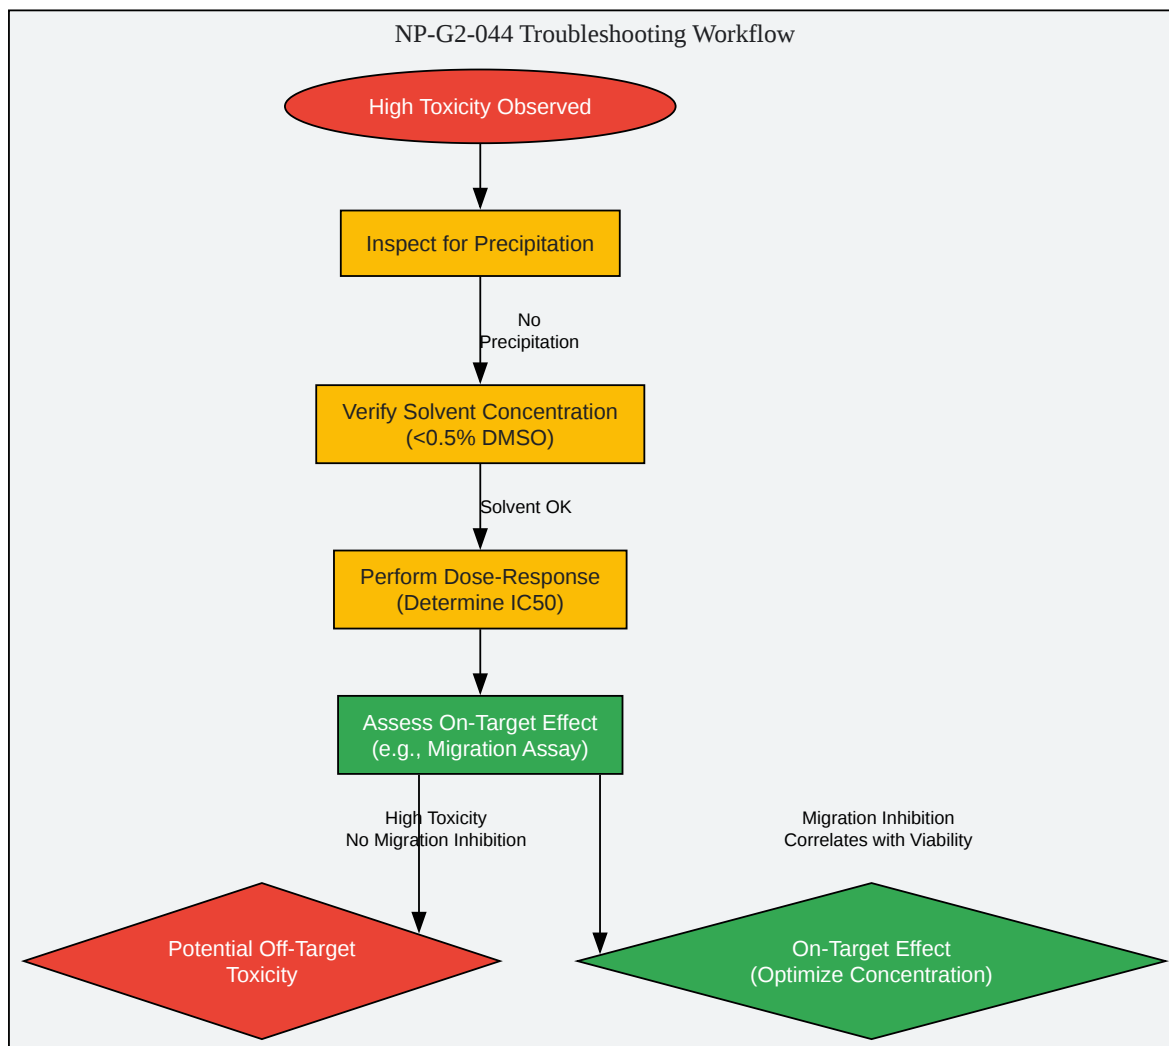 NP-G2-044 Troubleshooting Workflow
High Toxicity Observed
Inspect for Precipitation
No
Precipitation
Verify Solvent Concentration
(<0.5% DMSO)
Solvent OK
Perform Dose-Response
(Determine IC50)
Assess On-Target Effect
(e.g., Migration Assay)
High Toxicity
No Migration Inhibition
Migration Inhibition
Correlates with Viability
Potential Off-Target
Toxicity
On-Target Effect
(Optimize Concentration)